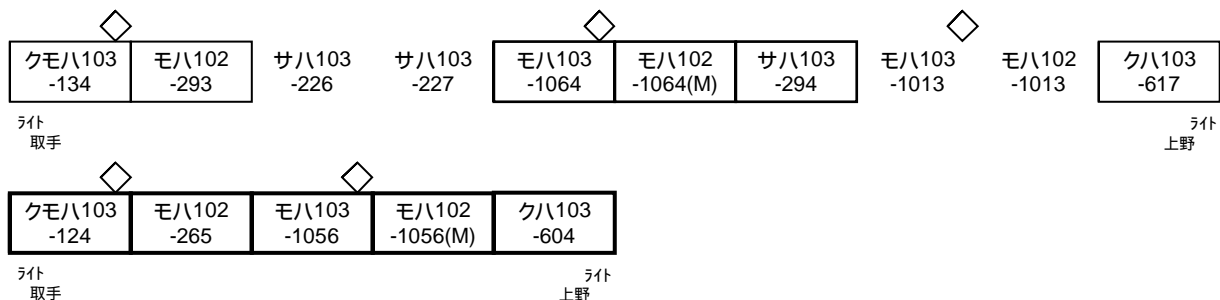 クモハ103 モハ102 サハ103 サハ103 モハ103 モハ102 サハ103 モハ103 モハ102 クハ103
-134 -293 -226 -227 -1064 -1064(M) -294 -1013 -1013 -617
ﾗｲﾄ ﾗｲﾄ
取手 上野
クモハ103 モハ102 モハ103 モハ102 クハ103
-124 -265 -1056 -1056(M) -604
ﾗｲﾄ ﾗｲﾄ
取手 上野